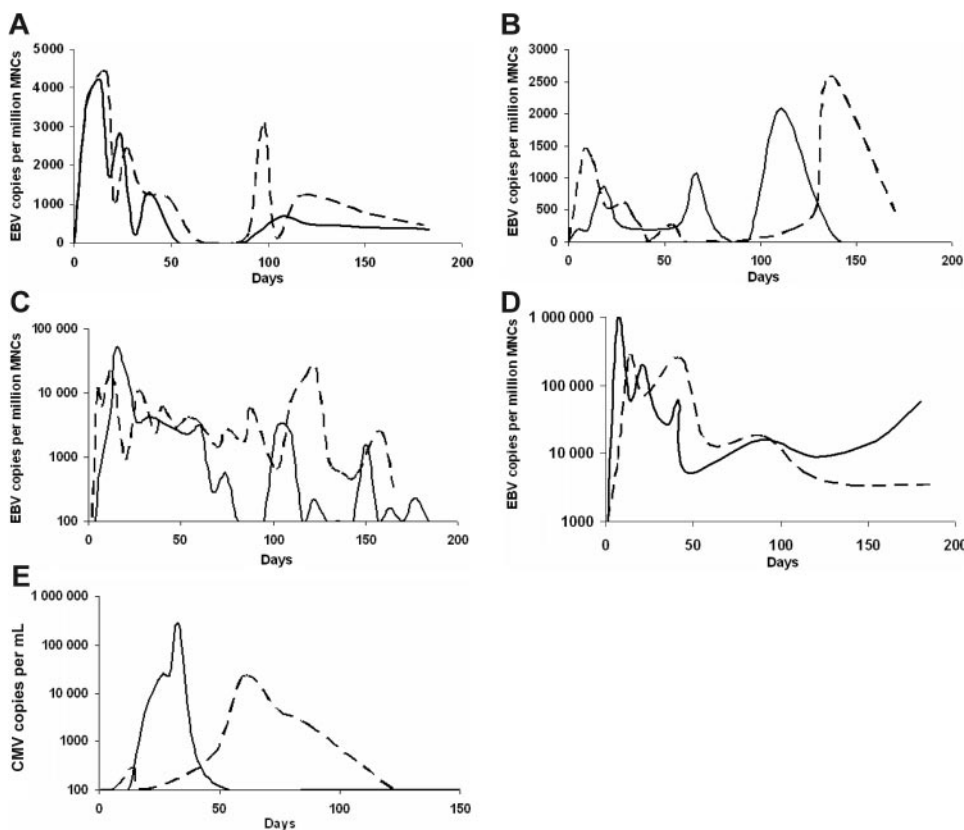 A
EBV copies per million MNCs
5000
4000
3000
2000
1000
0
0 50 100 150 200
Days
B
EBV copies per million MNCs
3000
2500
2000
1500
1000
500
0
0 50 100 150 200
Days
C
EBV copies per million MNCs
100 000
10 000
1000
100
0 50 100 150 200
Days
D
EBV copies per million MNCs
1 000 000
100 000
10 000
1000
0 50 100 150 200
Days
E
CMV copies per mL
1 000 000
100 000
10 000
1000
100
0 50 100 150
Days